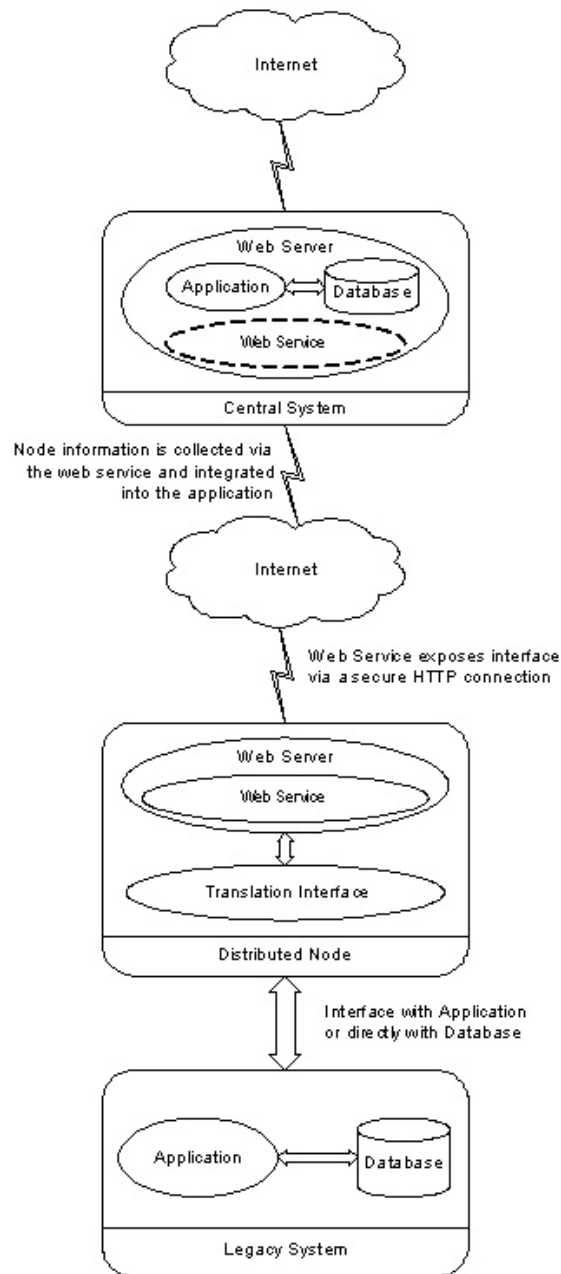 Internet
Web Server
Application
Database
Web Service
Central System
Node information is collected via
the web service and integrated
into the application
Internet
Web Service exposes interface
via a secure HTTP connection
Web Server
Web Service
Translation Interface
Distributed Node
Interface with Application
or directly with Database
Application
Database
Legacy System